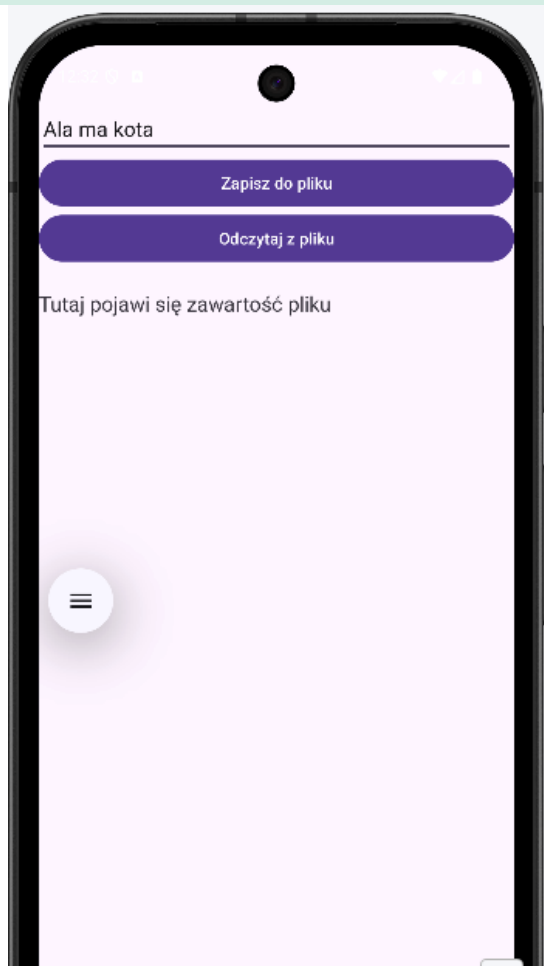 Ala ma kota
Zapisz do pliku
Odczytaj z pliku
Tutaj pojawi się zawartość pliku